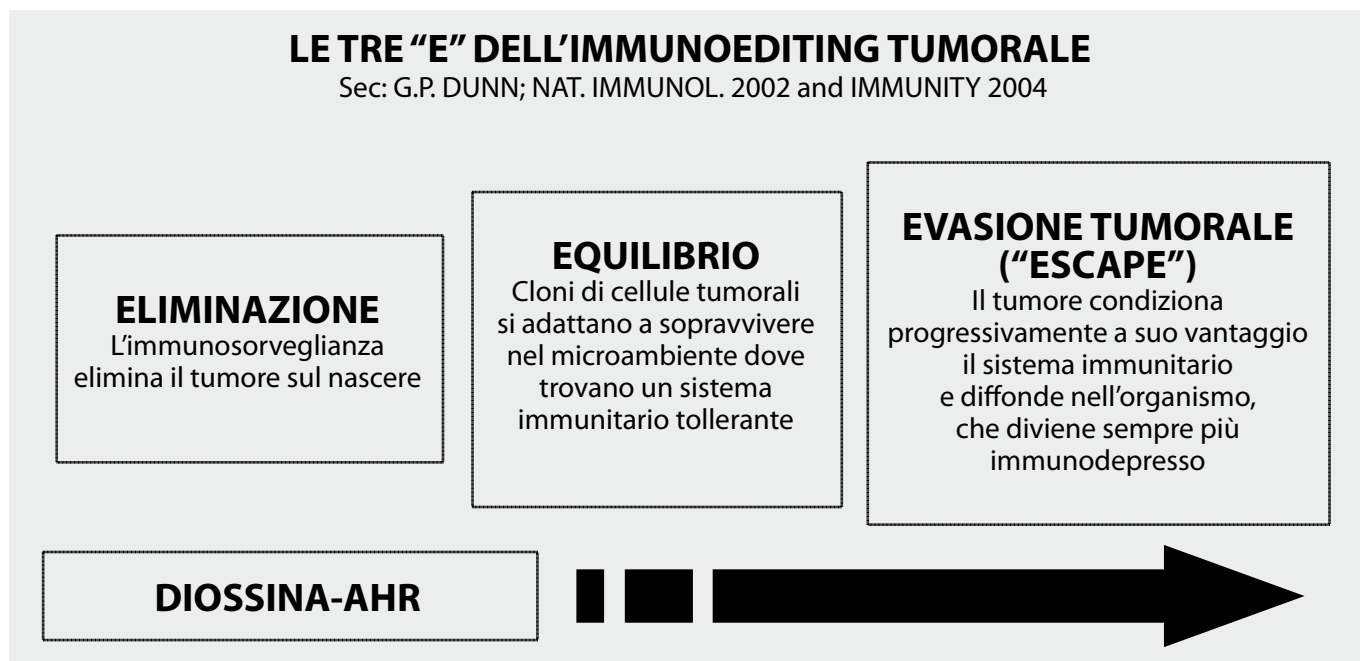 LE TRE “E” DELL’IMMUNOEDITING TUMORALE
Sec: G.P. DUNN; NAT. IMMUNOL. 2002 and IMMUNITY 2004
ELIMINAZIONE
L’immunosorveglianza
elimina il tumore sul nascere
EQUILIBRIO
Cloni di cellule tumorali
si adattano a sopravvivere
nel microambiente dove
trovano un sistema
immunitario tollerante
EVASIONE TUMORALE
(“ESCAPE”)
Il tumore condiziona
progressivamente a suo vantaggio
il sistema immunitario
e diffonde nell’organismo,
che diviene sempre più
immunodepresso
DIOSSINA-AHR